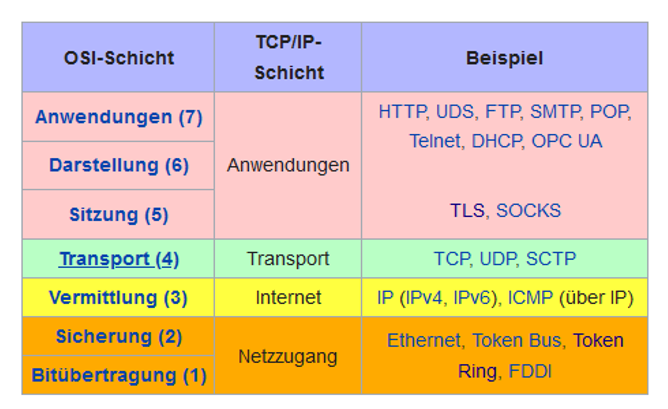 OSI-Schicht
TCP/IP-
Schicht
Beispiel
Anwendungen (7)
Darstellung (6)
Sitzung (5)
Anwendungen
HTTP, UDS, FTP, SMTP, POP,
Telnet, DHCP, OPC UA
TLS, SOCKS
Transport (4)
Transport
TCP, UDP, SCTP
Vermittlung (3)
Internet
IP (IPv4, IPv6), ICMP (über IP)
Sicherung (2)
Bitübertragung (1)
Netzzugang
Ethernet, Token Bus, Token
Ring, FDDI